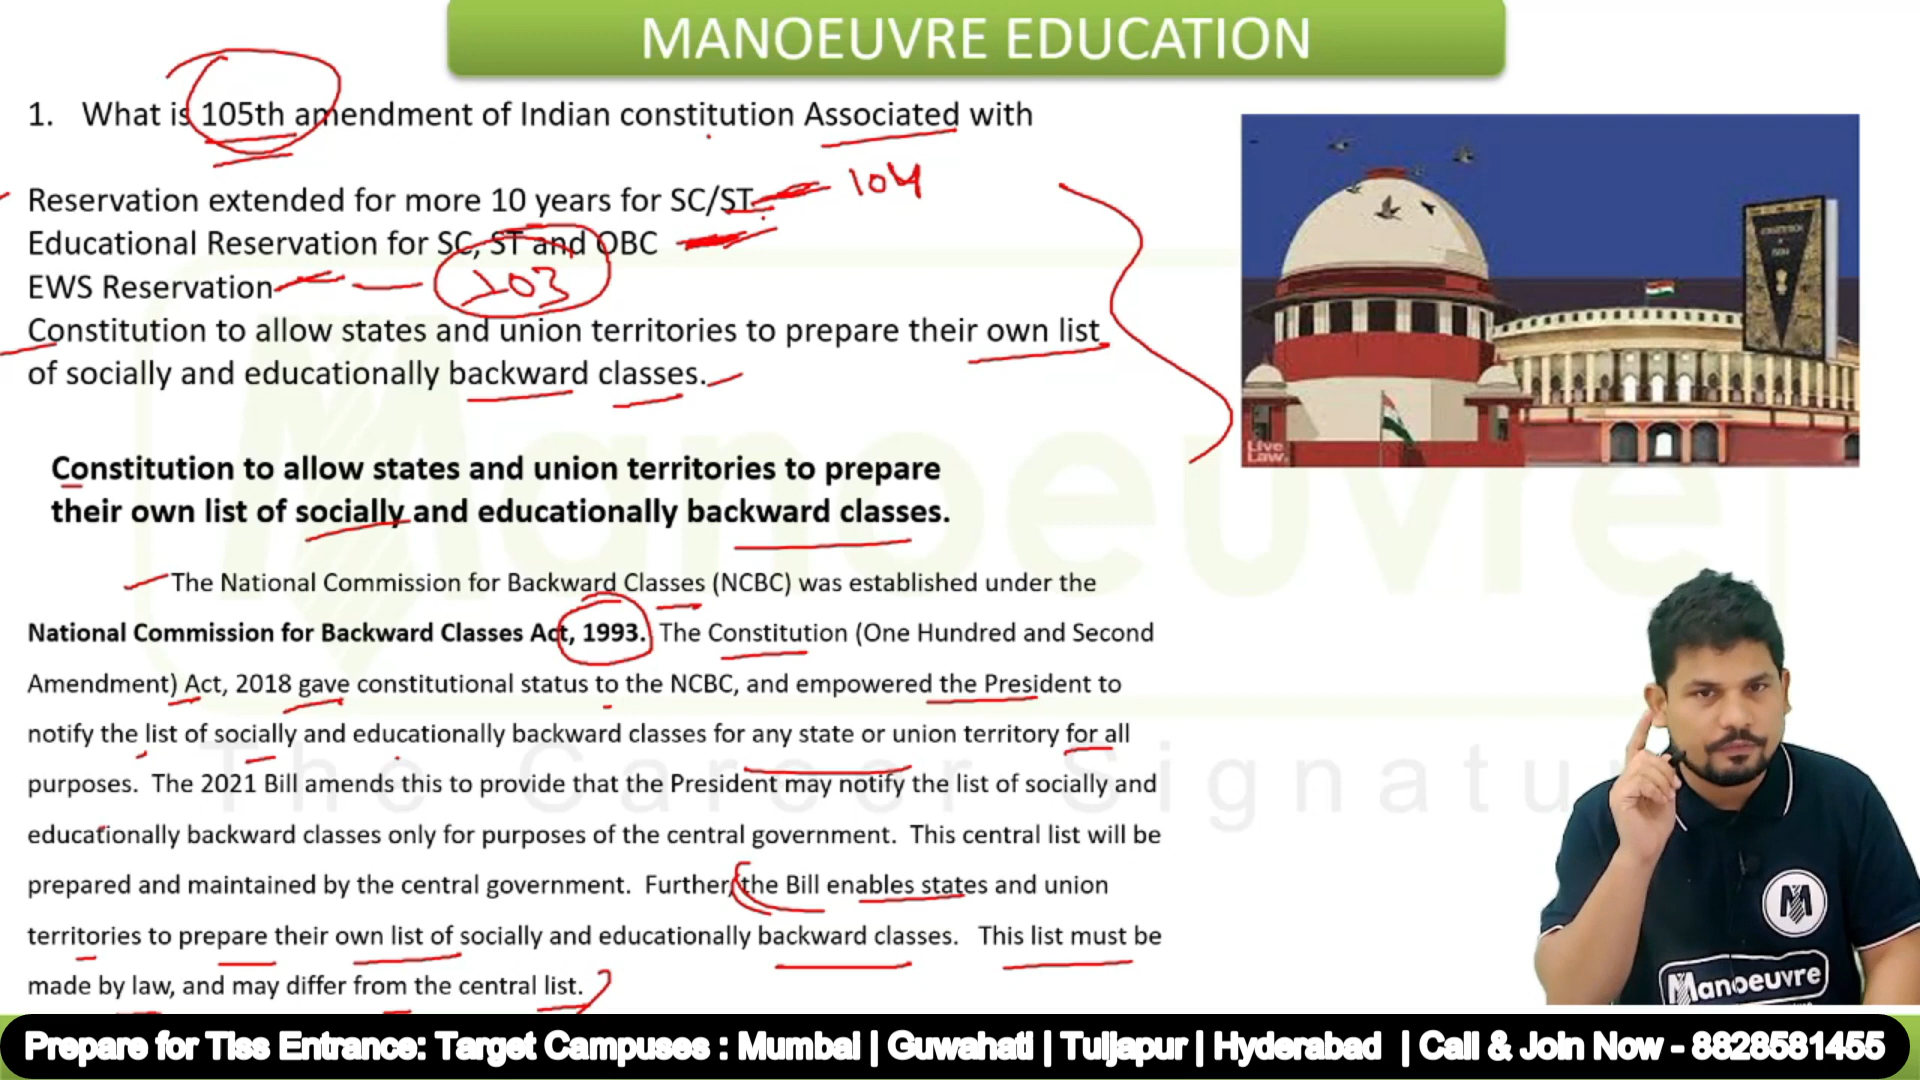 MANOEUVRE EDUCATION
1. What is 105th amendment of Indian constitution Associated with
Reservation extended for more 10 years for SC/ST 104
Educational Reservation for SC, ST and OBC
EWS Reservation 103
Constitution to allow states and union territories to prepare their own list
of socially and educationally backward classes.
Live
Law.
CONSTITUTION
INDIA
Constitution to allow states and union territories to prepare
their own list of socially and educationally backward classes.
The National Commission for Backward Classes (NCBC) was established under the
National Commission for Backward Classes Act, 1993. The Constitution (One Hundred and Second
Amendment) Act, 2018 gave constitutional status to the NCBC, and empowered the President to
notify the list of socially and educationally backward classes for any state or union territory for all
purposes. The 2021 Bill amends this to provide that the President may notify the list of socially and
educationally backward classes only for purposes of the central government. This central list will be
prepared and maintained by the central government. Further, the Bill enables states and union
territories to prepare their own list of socially and educationally backward classes. This list must be
made by law, and may differ from the central list.
Manoeuvre
The Career Signatu
M
Manoeuvre
Prepare for Tiss Entrance: Target Campuses : Mumbai | Guwahati | Tuljapur | Hyderabad | Call & Join Now - 8828581455